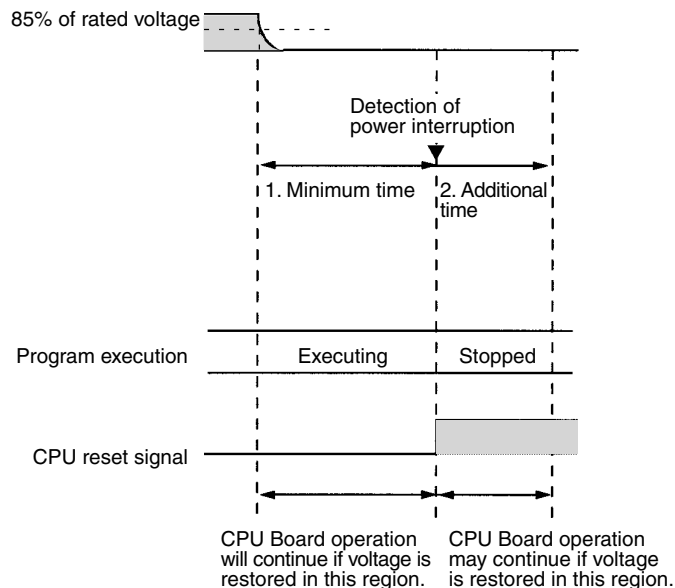 85% of rated voltage
Detection of
power interruption
1. Minimum time
2. Additional
time
Program execution
Executing
Stopped
CPU reset signal
CPU Board operation
will continue if voltage is
restored in this region.
CPU Board operation
may continue if voltage
is restored in this region.